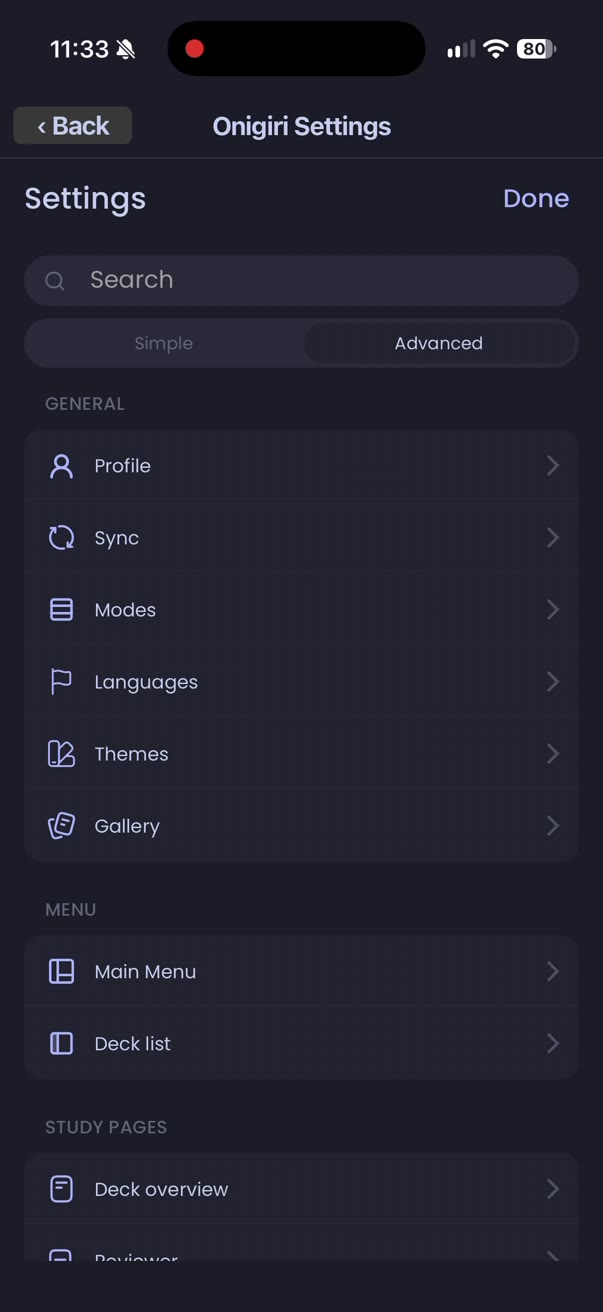 11:33
80
‹ Back
Onigiri Settings
Settings
Done
Search
Simple
Advanced
GENERAL
Profile
Sync
Modes
Languages
Themes
Gallery
MENU
Main Menu
Deck list
STUDY PAGES
Deck overview
Reviewer